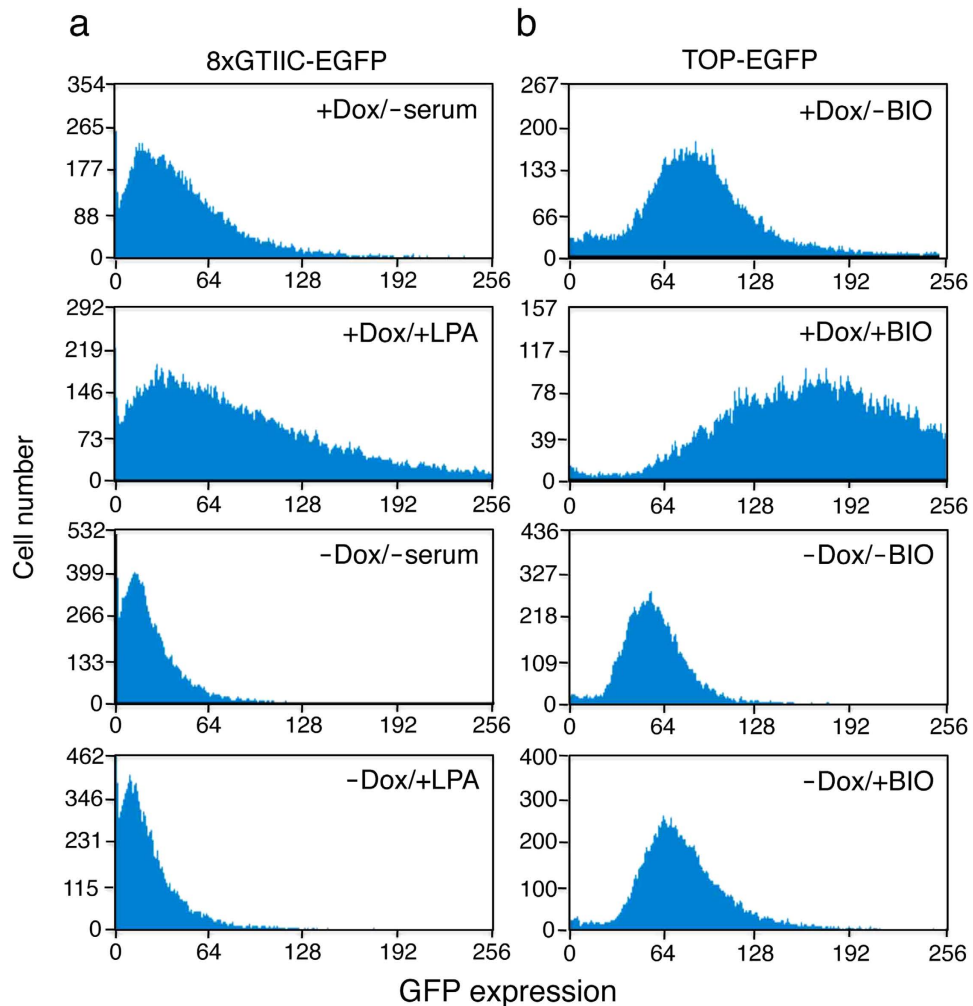 a
b
8xGTIIC-EGFP
TOP-EGFP
354
265
177
88
0
+Dox/−serum
0 64 128 192 256
267
200
133
66
0
+Dox/−BIO
0 64 128 192 256
292
219
146
73
0
+Dox/+LPA
0 64 128 192 256
157
117
78
39
0
+Dox/+BIO
0 64 128 192 256
532
399
266
133
0
−Dox/−serum
0 64 128 192 256
436
327
218
109
0
−Dox/−BIO
0 64 128 192 256
462
346
231
115
0
−Dox/+LPA
0 64 128 192 256
400
300
200
100
0
−Dox/+BIO
0 64 128 192 256
Cell number
GFP expression